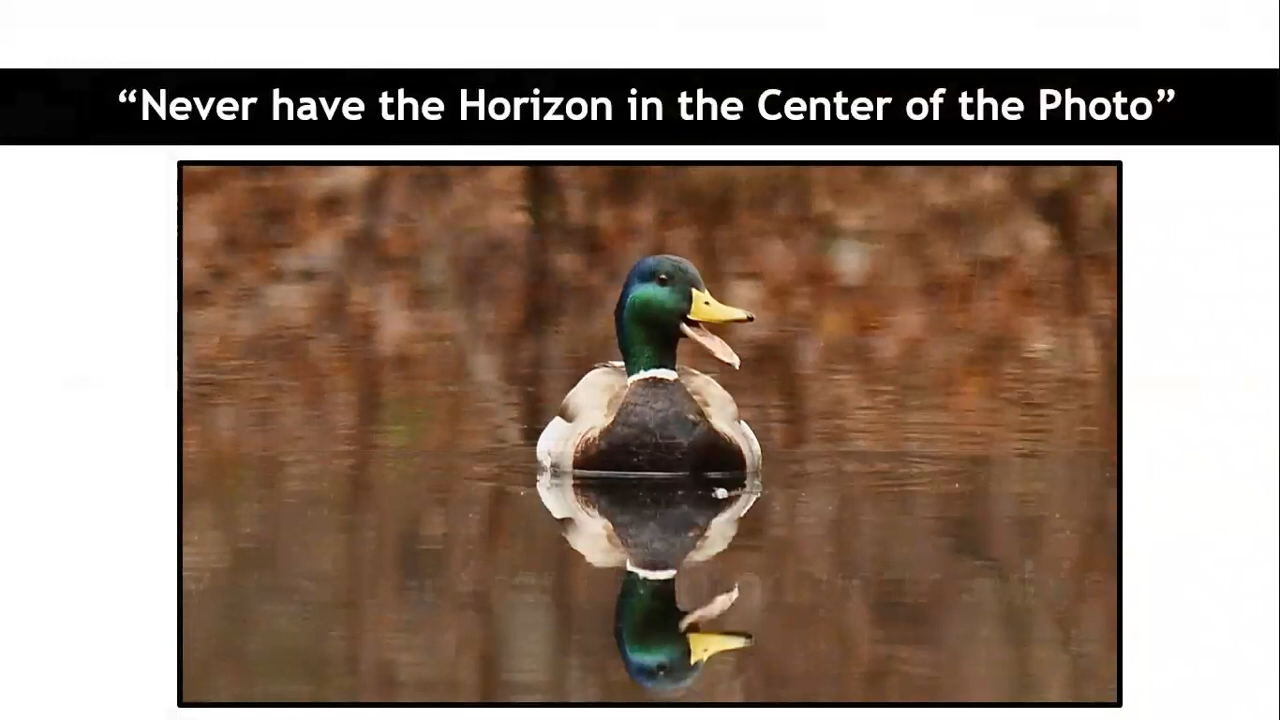 “Never have the Horizon in the Center of the Photo”